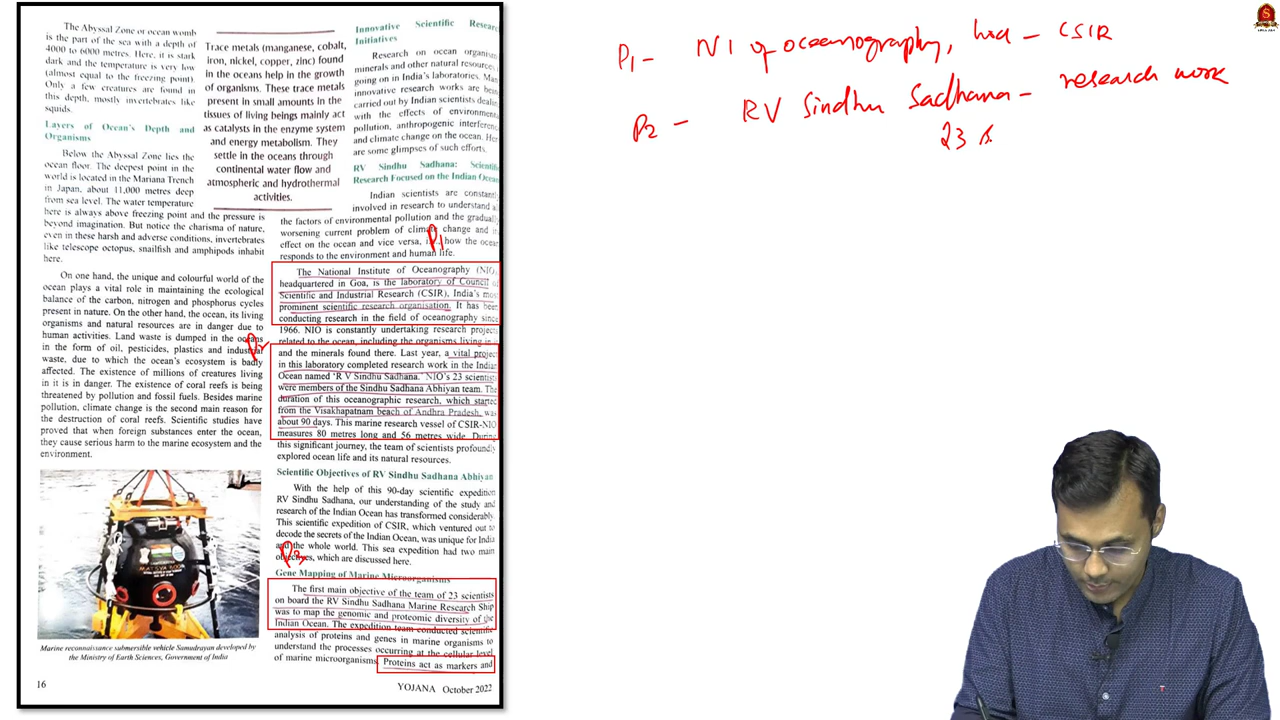 The Abyssal Zone or ocean womb
is the part of the sea with a depth of
4000 to 6000 metres. Here, it is stark
dark and the temperature is very low
(almost equal to the freezing point).
Only a few creatures are found in
this depth, mostly invertebrates like
squids.
Layers of Ocean's Depth and
Organisms
Below the Abyssal Zone lies the
ocean floor. The deepest point in the
world is located in the Mariana Trench
in Japan, about 11,000 metres deep
from sea level. The water temperature
here is always above freezing point and the pressure is
beyond imagination. But notice the charisma of nature,
even in these harsh and adverse conditions, invertebrates
like telescope octopus, snailfish and amphipods inhabit
here.
On one hand, the unique and colourful world of the
ocean plays a vital role in maintaining the ecological
balance of the carbon, nitrogen and phosphorus cycles
present in nature. On the other hand, the ocean, its living
organisms and natural resources are in danger due to
human activities. Land waste is dumped in the oceans
in the form of oil, pesticides, plastics and industrial
waste, due to which the ocean's ecosystem is badly
affected. The existence of millions of creatures living
in it is in danger. The existence of coral reefs is being
threatened by pollution and fossil fuels. Besides marine
pollution, climate change is the second main reason for
the destruction of coral reefs. Scientific studies have
proved that when foreign substances enter the ocean,
they cause serious harm to the marine ecosystem and the
environment.
MATSYA 6000
Marine reconnaissance submersible vehicle Samudrayan developed by
the Ministry of Earth Sciences, Government of India
16
Trace metals (manganese, cobalt,
iron, nickel, copper, zinc) found
in the oceans help in the growth
of organisms. These trace metals
present in small amounts in the
tissues of living beings mainly act
as catalysts in the enzyme system
and energy metabolism. They
settle in the oceans through
continental water flow and
atmospheric and hydrothermal
activities.
Innovative Scientific Researc
Initiatives
Research on ocean organism
minerals and other natural resources
going on in India's laboratories. Man
innovative research works are bein
carried out by Indian scientists dealin
with the effects of environment
pollution, anthropogenic interferenc
and climate change on the ocean. Her
are some glimpses of such efforts.
RV Sindhu Sadhana: Scientific
Research Focused on the Indian Ocea
Indian scientists are constant
involved in research to understand a
the factors of environmental pollution and the gradually
worsening current problem of climate change and it
effect on the ocean and vice versa, how the ocea
responds to the environment and human life.
P1
The National Institute of Oceanography (NIO)
headquartered in Goa, is the laboratory of Council of
Scientific and Industrial Research (CSIR), India's mos
prominent scientific research organisation. It has been
conducting research in the field of oceanography since
1966. NIO is constantly undertaking research projec
related to the ocean, including the organisms living in
P2
and the minerals found there. Last year, a vital projec
in this laboratory completed research work in the India
Ocean named 'R V Sindhu Sadhana.' NIO's 23 scientists
were members of the Sindhu Sadhana Abhiyan team. The
duration of this oceanographic research, which started
from the Visakhapatnam beach of Andhra Pradesh, was
about 90 days. This marine research vessel of CSIR-NIO
measures 80 metres long and 56 metres wide. During
this significant journey, the team of scientists profoundly
explored ocean life and its natural resources.
Scientific Objectives of RV Sindhu Sadhana Abhiyan
With the help of this 90-day scientific expedition
RV Sindhu Sadhana, our understanding of the study and
research of the Indian Ocean has transformed considerably.
This scientific expedition of CSIR, which ventured out to
decode the secrets of the Indian Ocean, was unique for India
and the whole world. This sea expedition had two main
objectives, which are discussed here.
P3
Gene Mapping of Marine Microorganisms
The first main objective of the team of 23 scientists
on board the RV Sindhu Sadhana Marine Research Ship
was to map the genomic and proteomic diversity of the
Indian Ocean. The expedition team conducted scientific
analysis of proteins and genes in marine organisms to
understand the processes occurring at the cellular level
of marine microorganisms. Proteins act as markers and
YOJANA October 2022
P1 - NI of oceanography, Goa - CSIR
P2 - RV Sindhu Sadhana - research work
23 s